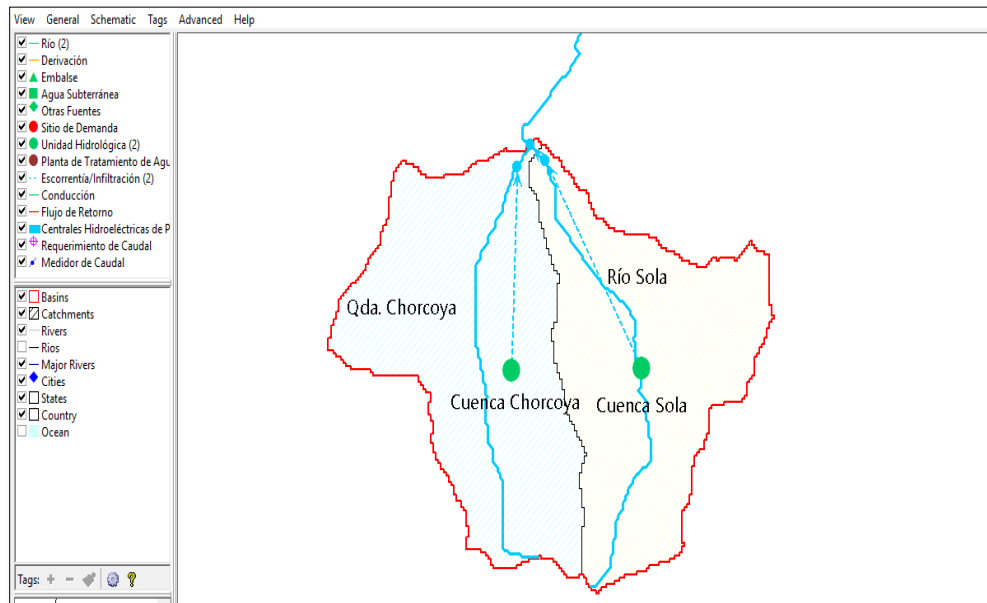 View General Schematic Tags Advanced Help
Río (2)
Derivación
Embalse
Agua Subterránea
Otras Fuentes
Sitio de Demanda
Unidad Hidrológica (2)
Planta de Tratamiento de Agu
Escorrentía/Infiltración (2)
Conducción
Flujo de Retorno
Centrales Hidroeléctricas de P
Requerimiento de Caudal
Medidor de Caudal
Basins
Catchments
Rivers
Rios
Major Rivers
Cities
States
Country
Ocean
Tags:
Río Sola
Qda. Chorcoya
Cuenca Chorcoya
Cuenca Sola